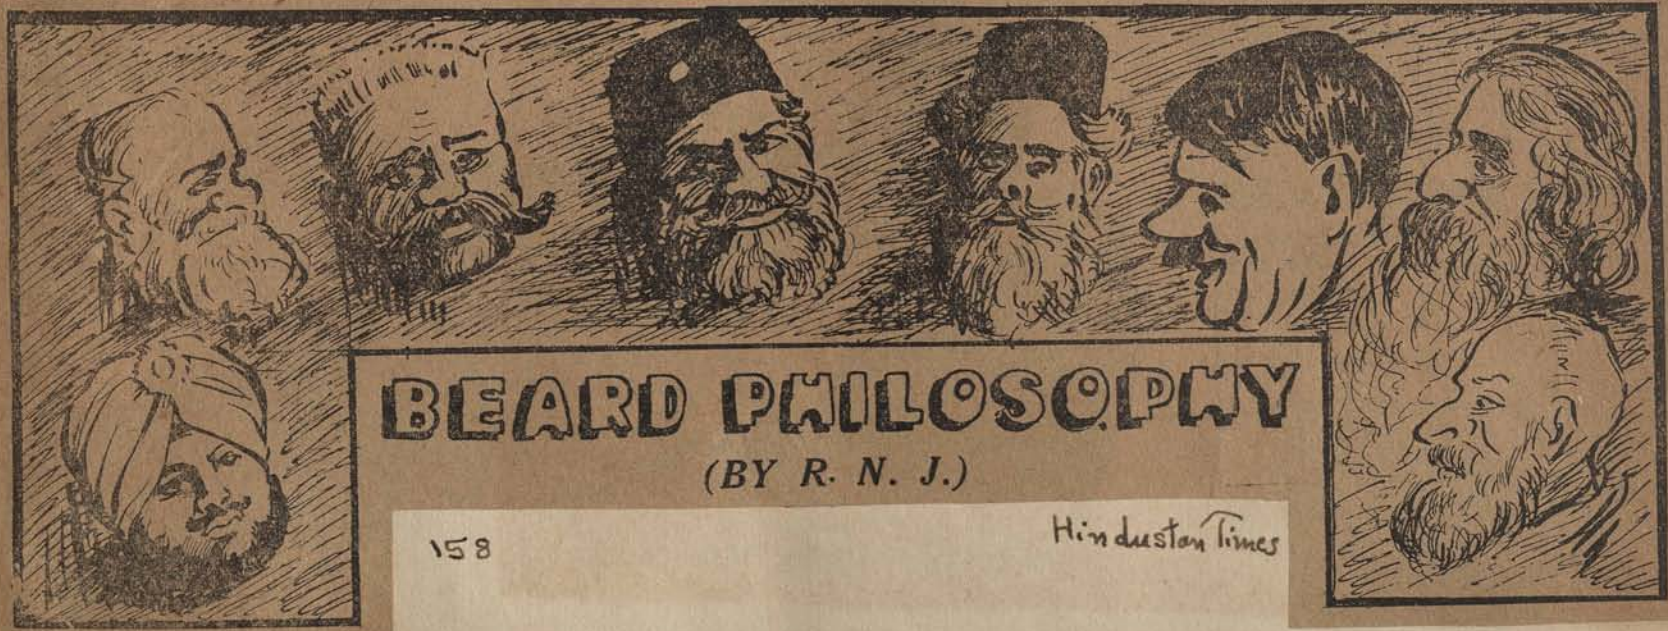 BEARD PHILOSOPHY
(BY R. N. J.)
158
Hindustan Times